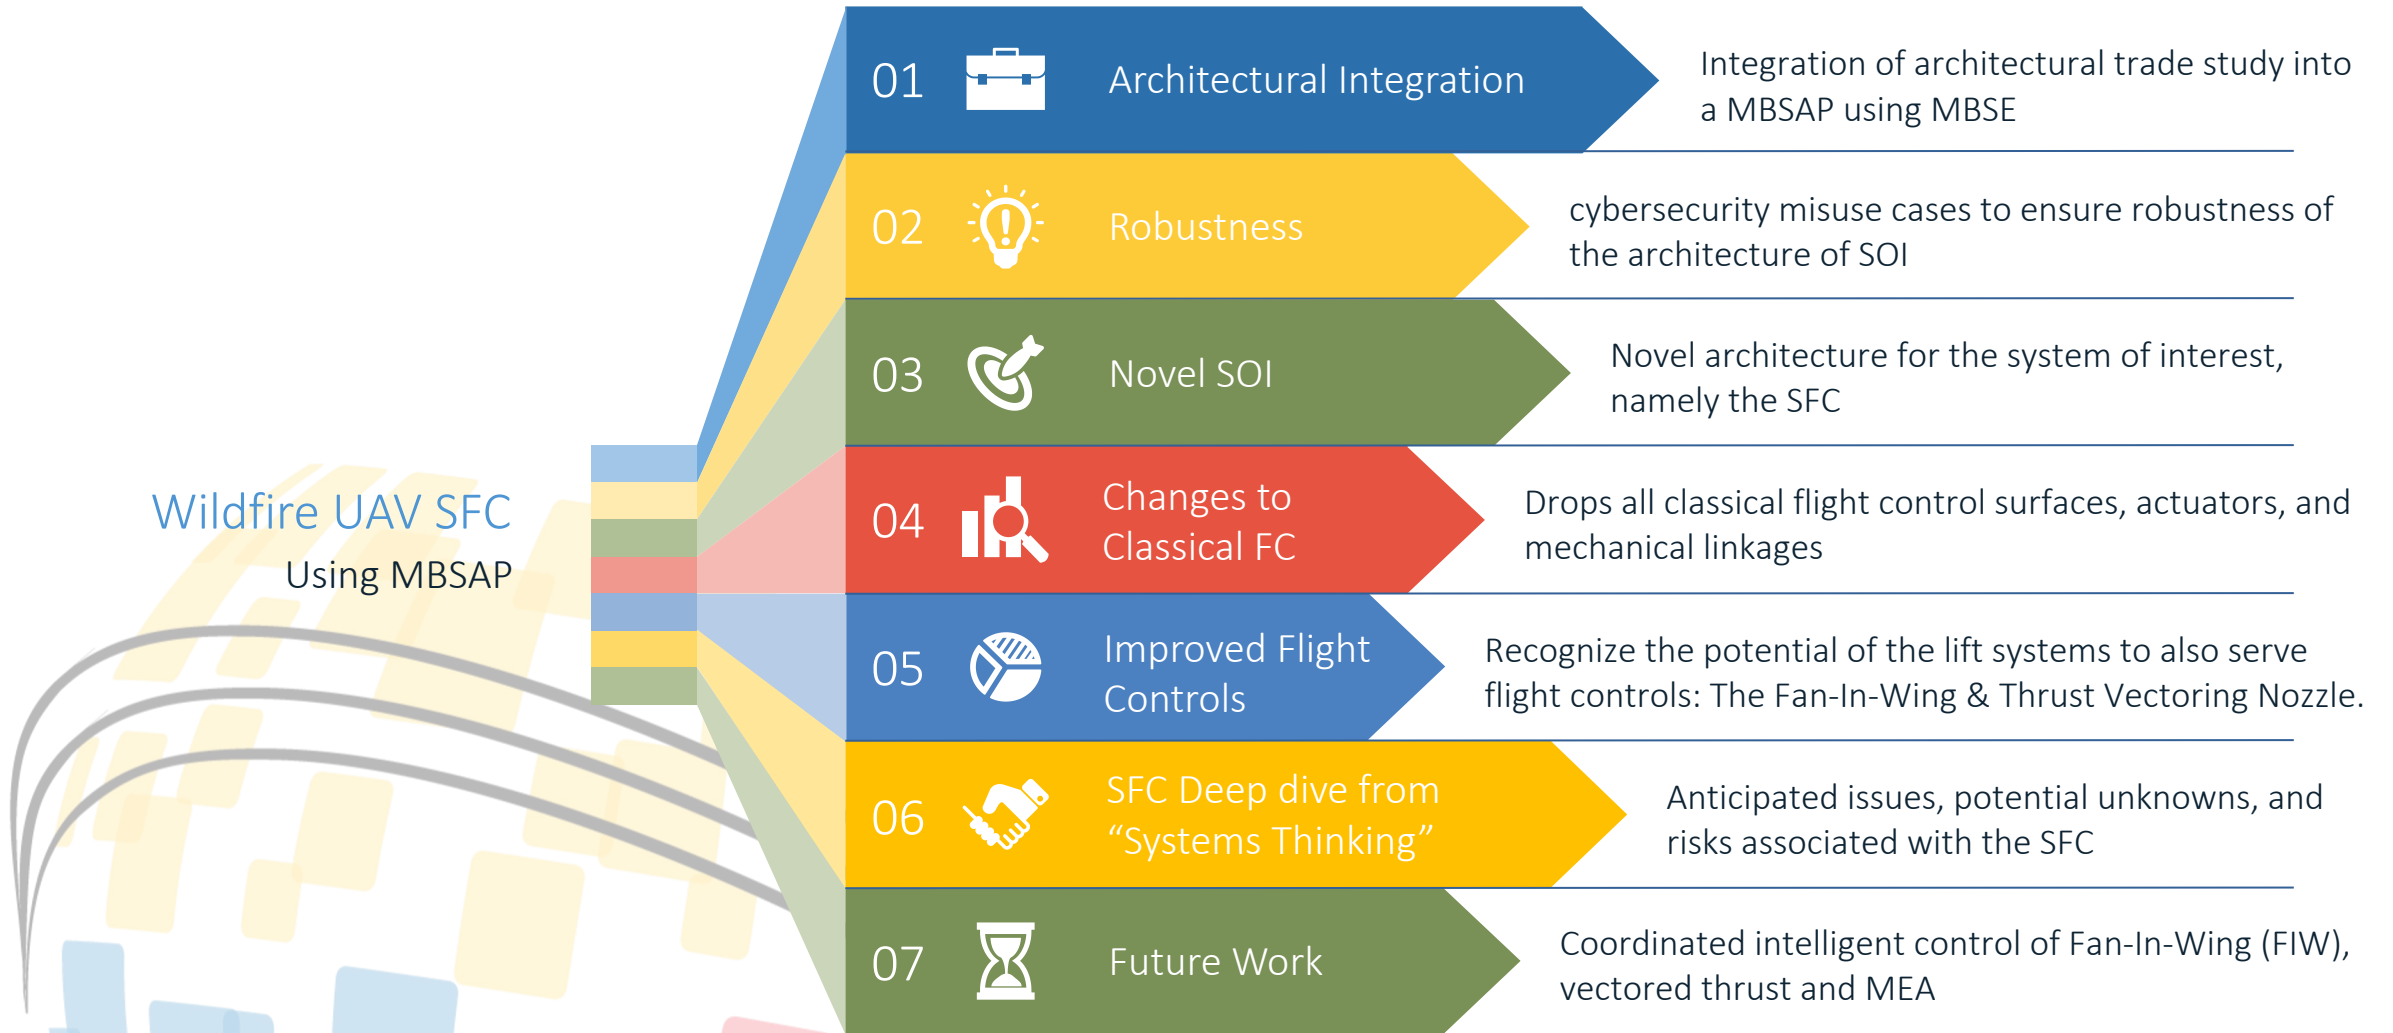 Wildfire UAV SFC
Using MBSAP
01
Architectural Integration
Integration of architectural trade study into
a MBSAP using MBSE
02
Robustness
cybersecurity misuse cases to ensure robustness of
the architecture of SOI
03
Novel SOI
Novel architecture for the system of interest,
namely the SFC
04
Changes to
Classical FC
Drops all classical flight control surfaces, actuators, and
mechanical linkages
05
Improved Flight
Controls
Recognize the potential of the lift systems to also serve
flight controls: The Fan-In-Wing & Thrust Vectoring Nozzle.
06
SFC Deep dive from
“Systems Thinking”
Anticipated issues, potential unknowns, and
risks associated with the SFC
07
Future Work
Coordinated intelligent control of Fan-In-Wing (FIW),
vectored thrust and MEA